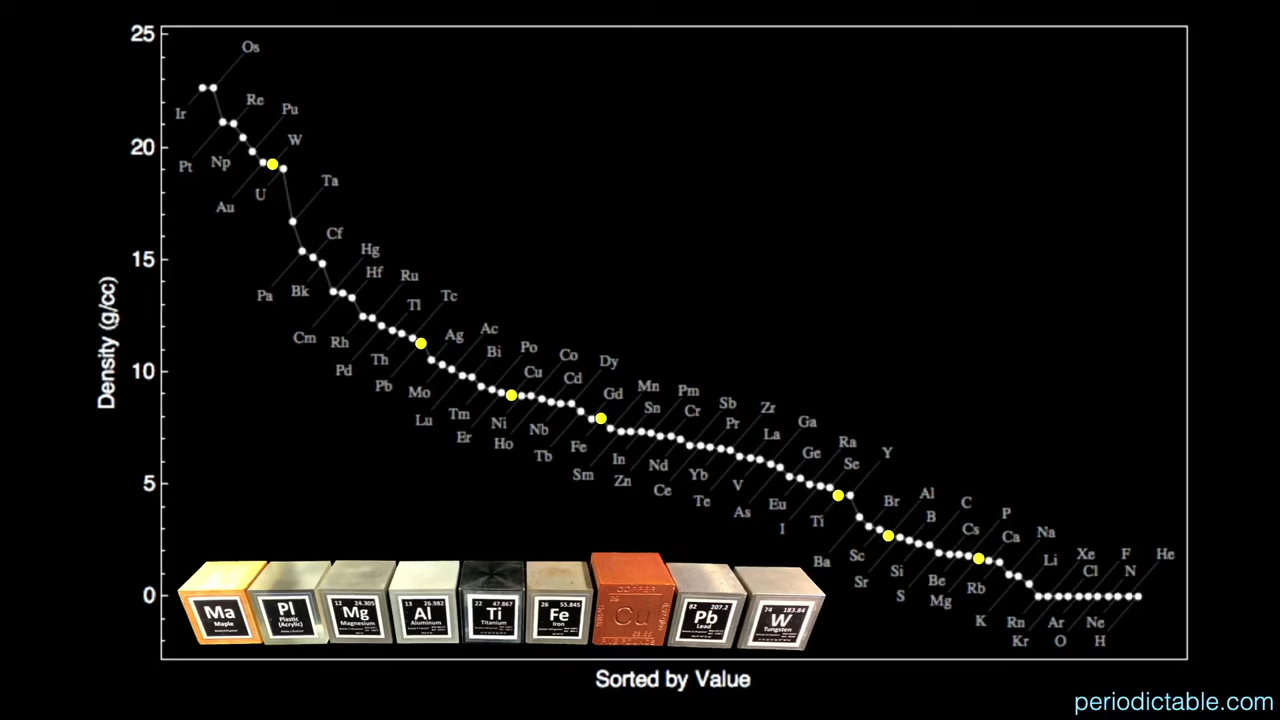 25
20
15
10
5
0
Density (g/cc)
Os
Ir
Re
Pu
W
Pt
Np
U
Au
Ta
Cf
Hg
Hf
Ru
Tl
Tc
Pa
Bk
Cm
Rh
Pd
Th
Pb
Ag
Ac
Bi
Po
Cu
Co
Cd
Dy
Mo
Lu
Tm
Er
Ni
Ho
Nb
Tb
Gd
Mn
Sn
Pm
Cr
Sb
Pr
Zr
La
Ga
Fe
Sm
In
Zn
Nd
Ce
Yb
Te
V
As
Eu
I
Ge
Ra
Se
Y
Ti
Ba
Sc
Sr
Br
Al
B
C
Cs
P
Ca
Na
Si
S
Be
Mg
Rb
K
Li
Xe
Cl
F
N
He
Rn
Kr
Ar
O
Ne
H
Ma
Maple
Pl
Plastic
(Acrylic)
12 24.305
Mg
Magnesium
13 26.982
Al
Aluminum
22 47.867
Ti
Titanium
26 55.845
Fe
Iron
COPPER
Cu
82 207.2
Pb
Lead
74 183.84
W
Tungsten
Sorted by Value
periodictable.com